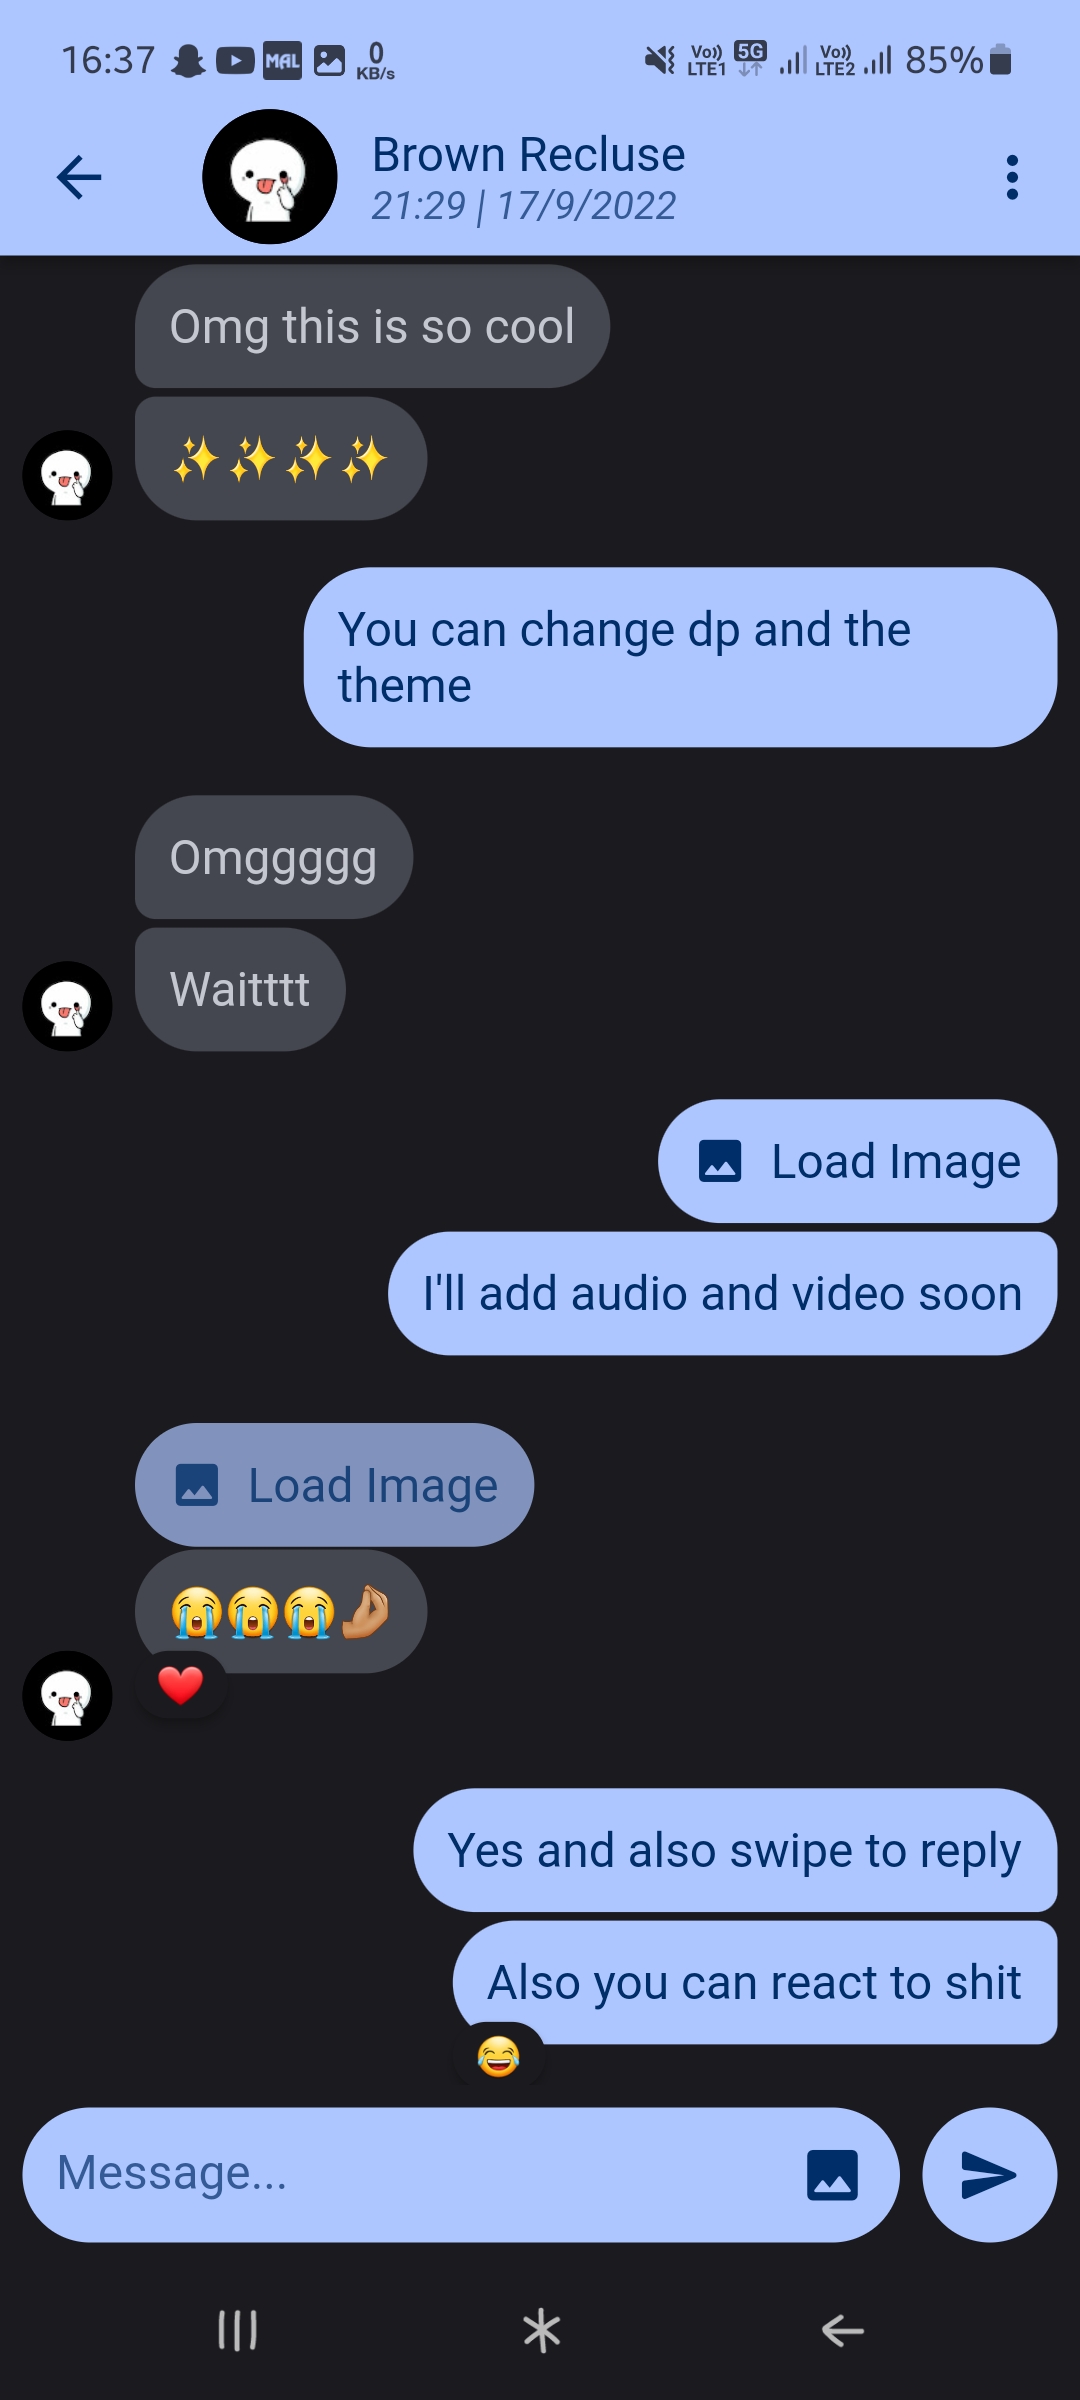 16:37 MAL 0 KB/s Vo)) LTE1 5G Vo)) LTE2 85%
Brown Recluse
21:29 | 17/9/2022
Omg this is so cool
✨✨✨✨
You can change dp and the
theme
Omggggg
Waitttt
Load Image
I'll add audio and video soon
Load Image
😭😭😭🤌🏽
❤️
Yes and also swipe to reply
Also you can react to shit
😂
Message...